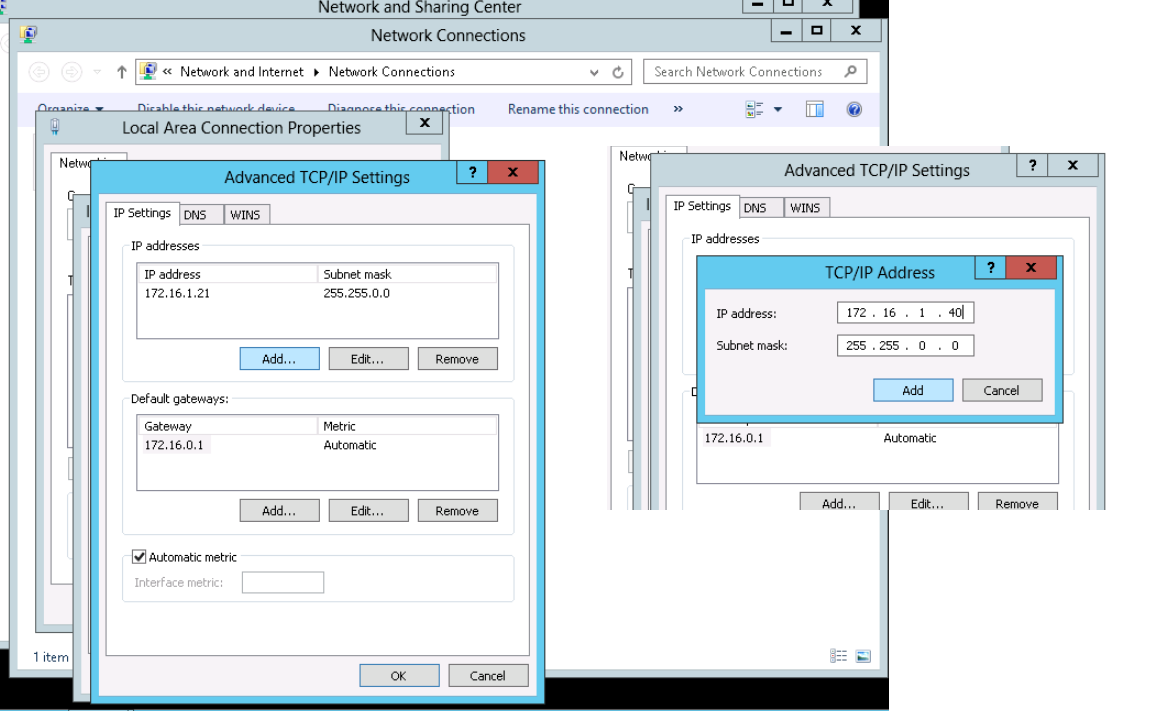 Network and Sharing Center
Network Connections
« Network and Internet ▸ Network Connections
Search Network Connections
Organize Disable this network device Diagnose this connection Rename this connection »
Local Area Connection Properties
Advanced TCP/IP Settings
IP Settings DNS WINS
IP addresses
IP address Subnet mask
172.16.1.21 255.255.0.0
Add... Edit... Remove
Default gateways:
Gateway Metric
172.16.0.1 Automatic
Add... Edit... Remove
Automatic metric
Interface metric:
OK Cancel
1 item
Advanced TCP/IP Settings
IP Settings DNS WINS
IP addresses
TCP/IP Address
IP address: 172 . 16 . 1 . 40
Subnet mask: 255 . 255 . 0 . 0
Add Cancel
172.16.0.1 Automatic
Add... Edit... Remove